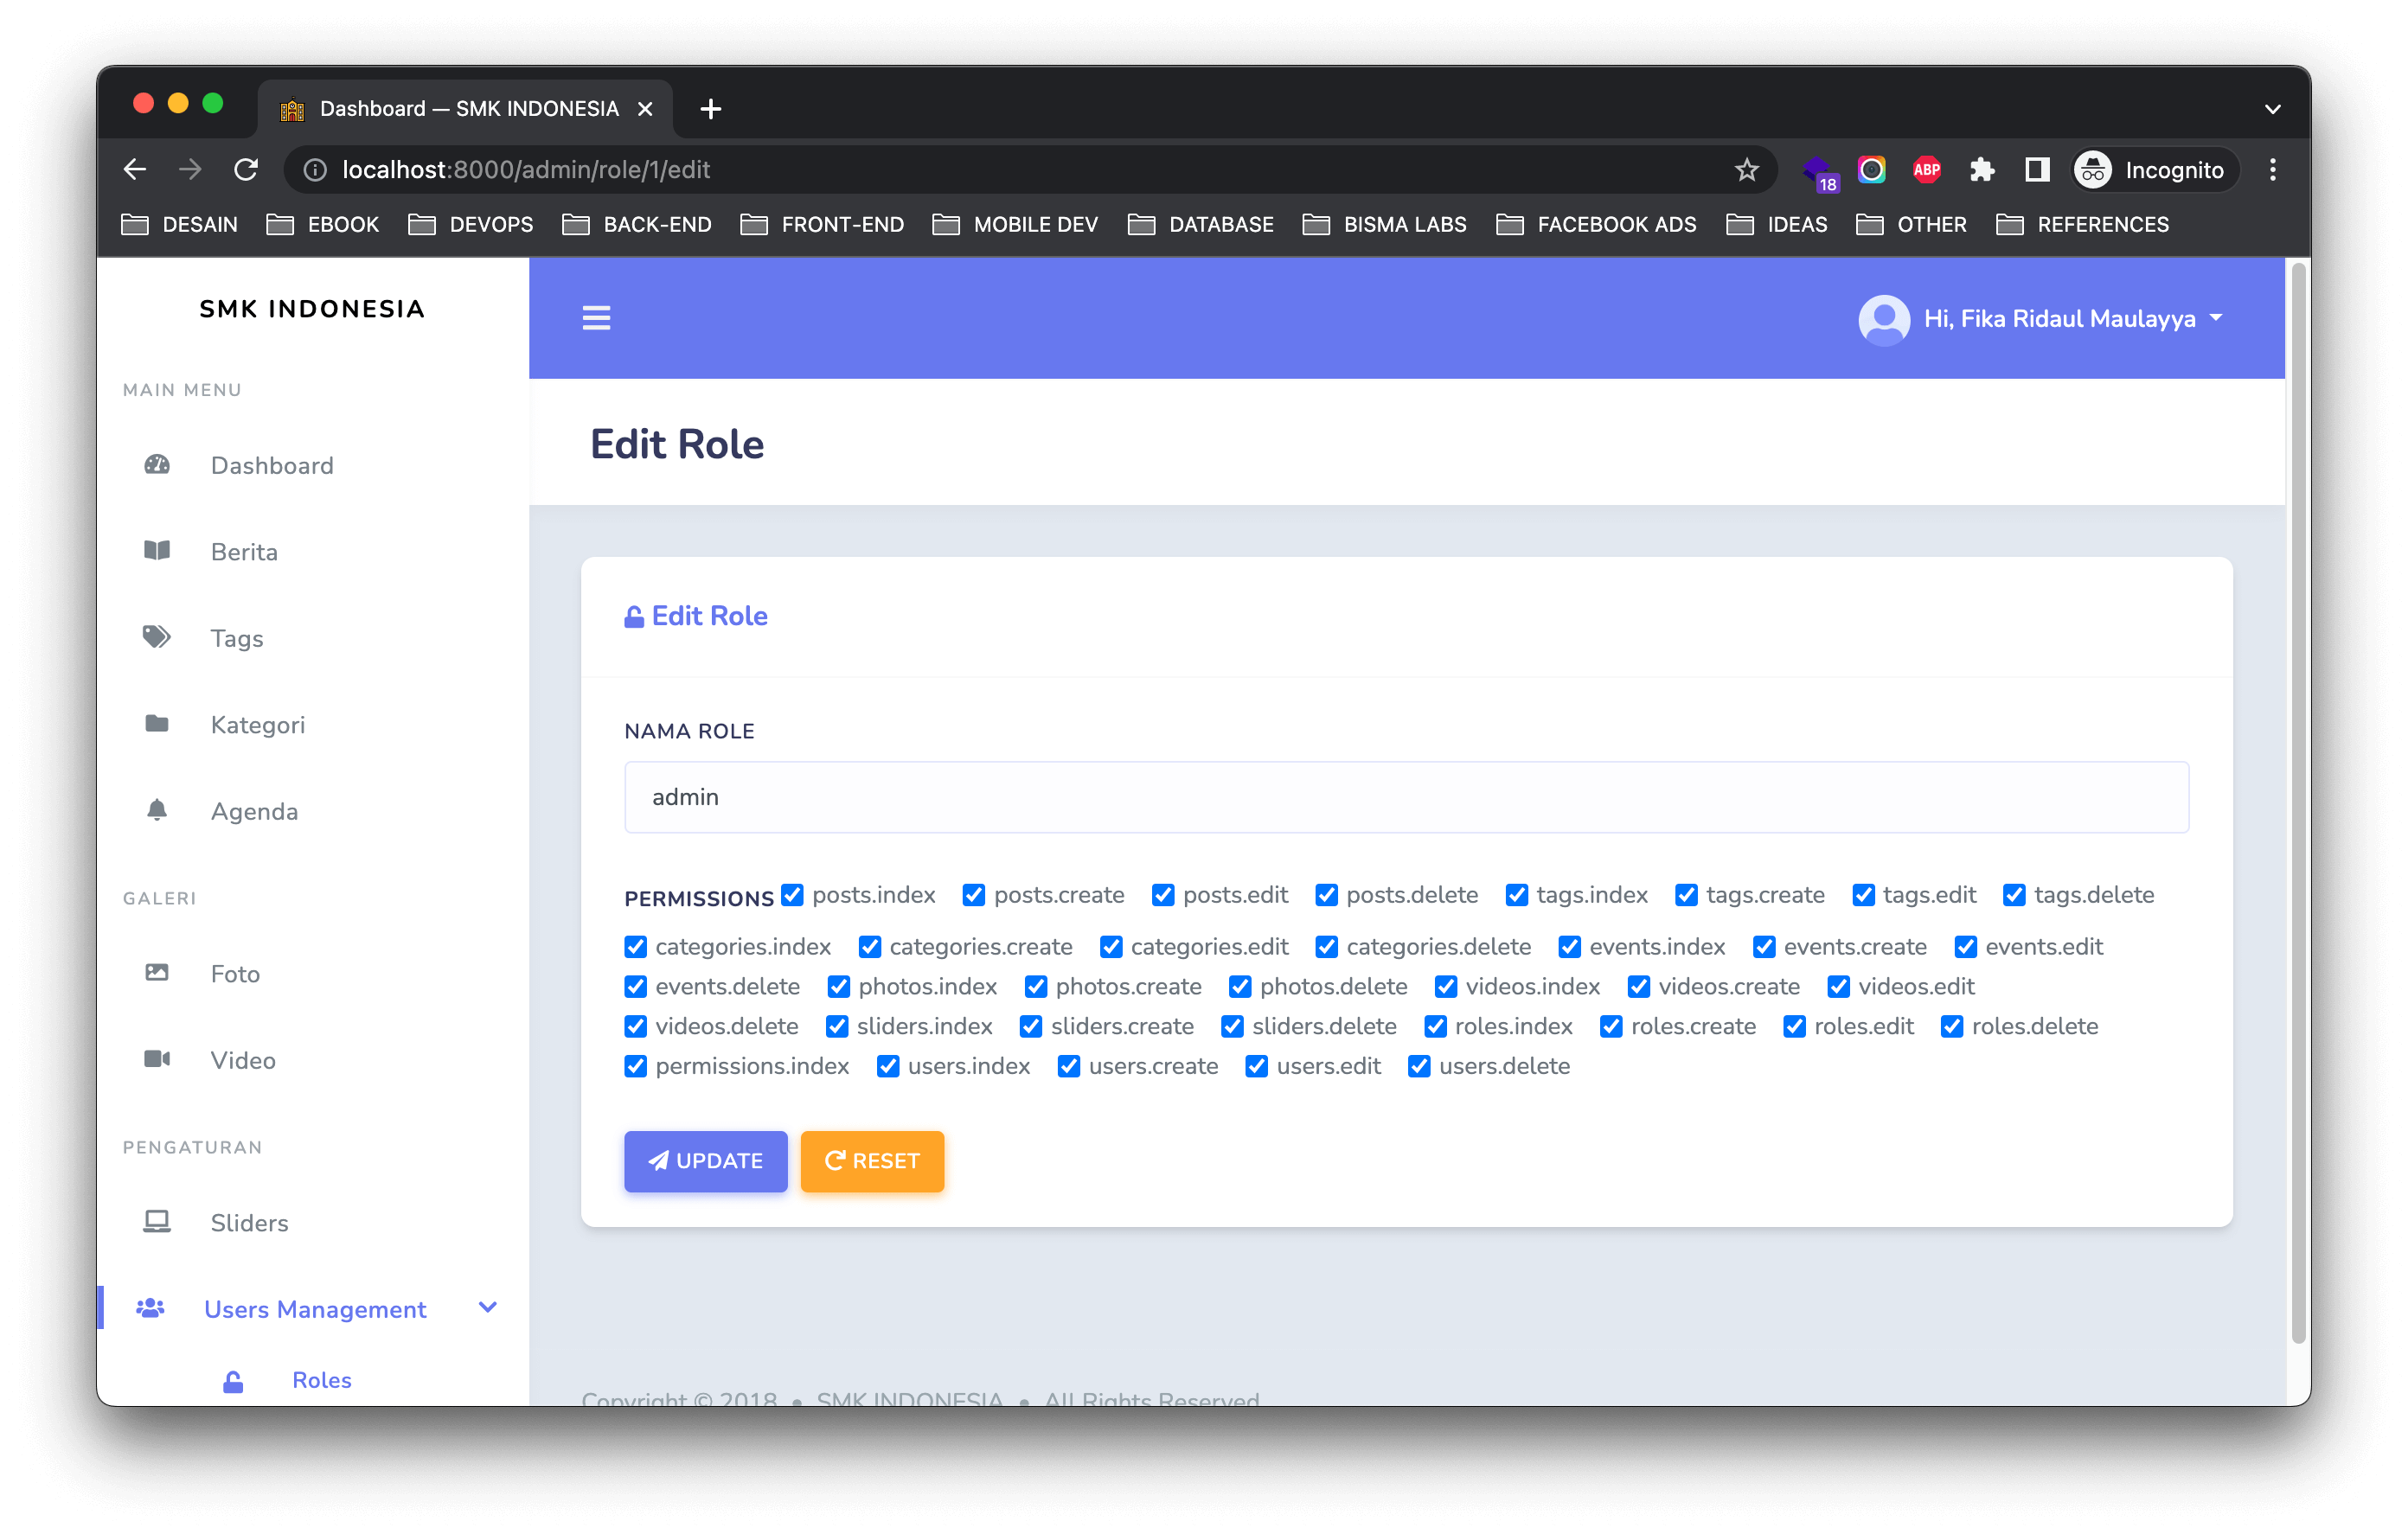 Dashboard — SMK INDONESIA
localhost:8000/admin/role/1/edit
18
ABP
Incognito
DESAIN EBOOK DEVOPS BACK-END FRONT-END MOBILE DEV DATABASE BISMA LABS FACEBOOK ADS IDEAS OTHER REFERENCES
SMK INDONESIA
Hi, Fika Ridaul Maulayya
MAIN MENU
Dashboard
Berita
Tags
Kategori
Agenda
GALERI
Foto
Video
PENGATURAN
Sliders
Users Management
Roles
Edit Role
Edit Role
NAMA ROLE
admin
PERMISSIONS posts.index posts.create posts.edit posts.delete tags.index tags.create tags.edit tags.delete
categories.index categories.create categories.edit categories.delete events.index events.create events.edit
events.delete photos.index photos.create photos.delete videos.index videos.create videos.edit
videos.delete sliders.index sliders.create sliders.delete roles.index roles.create roles.edit roles.delete
permissions.index users.index users.create users.edit users.delete
UPDATE RESET
Copyright © 2018 • SMK INDONESIA • All Rights Reserved